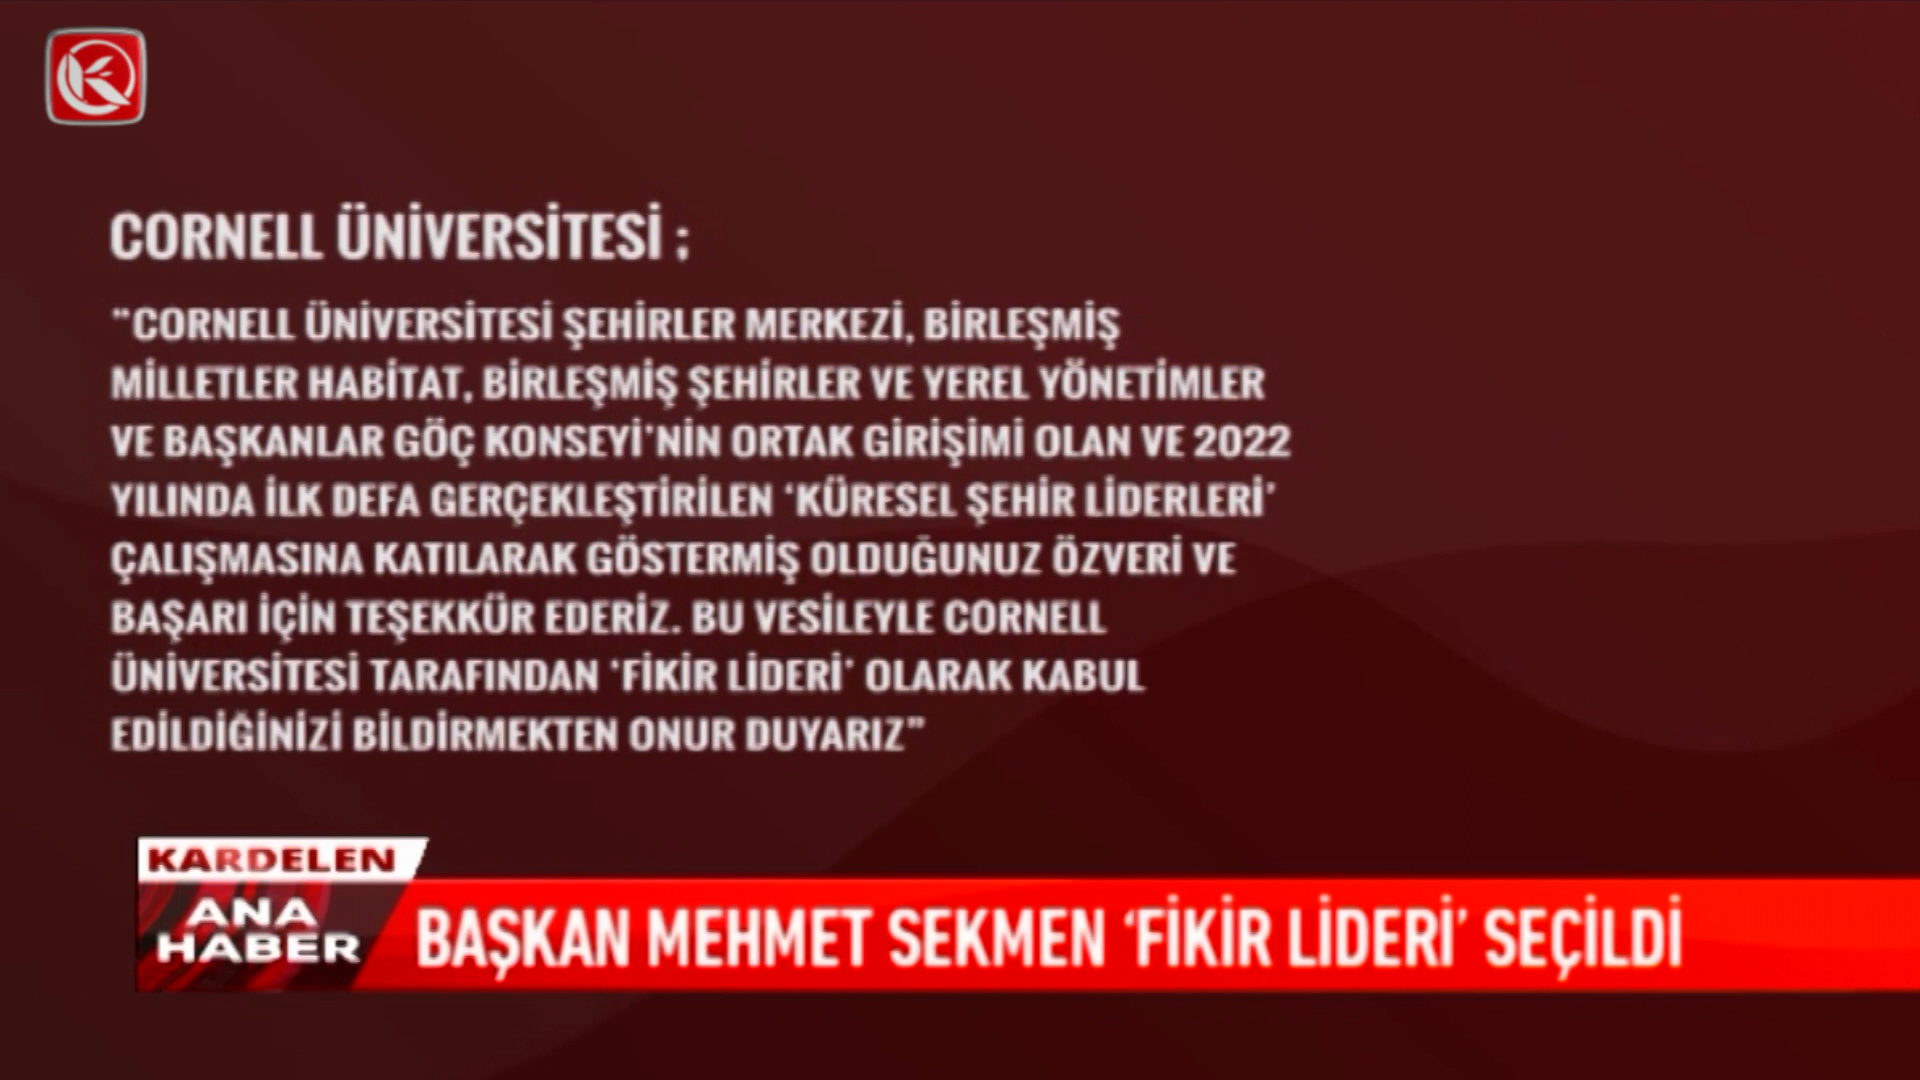 CORNELL ÜNİVERSİTESİ ;
“CORNELL ÜNİVERSİTESİ ŞEHİRLER MERKEZİ, BİRLEŞMİŞ
MİLLETLER HABİTAT, BİRLEŞMİŞ ŞEHİRLER VE YEREL YÖNETİMLER
VE BAŞKANLAR GÖÇ KONSEYİ'NİN ORTAK GİRİŞİMİ OLAN VE 2022
YILINDA İLK DEFA GERÇEKLEŞTİRİLEN ‘KÜRESEL ŞEHİR LİDERLERİ’
ÇALIŞMASINA KATILARAK GÖSTERMİŞ OLDUĞUNUZ ÖZVERİ VE
BAŞARI İÇİN TEŞEKKÜR EDERİZ. BU VESİLEYLE CORNELL
ÜNİVERSİTESİ TARAFINDAN ‘FİKİR LİDERİ’ OLARAK KABUL
EDİLDİĞİNİZİ BİLDİRMEKTEN ONUR DUYARIZ”
KARDELEN
ANA
HABER
BAŞKAN MEHMET SEKMEN ‘FİKİR LİDERİ’ SEÇİLDİ